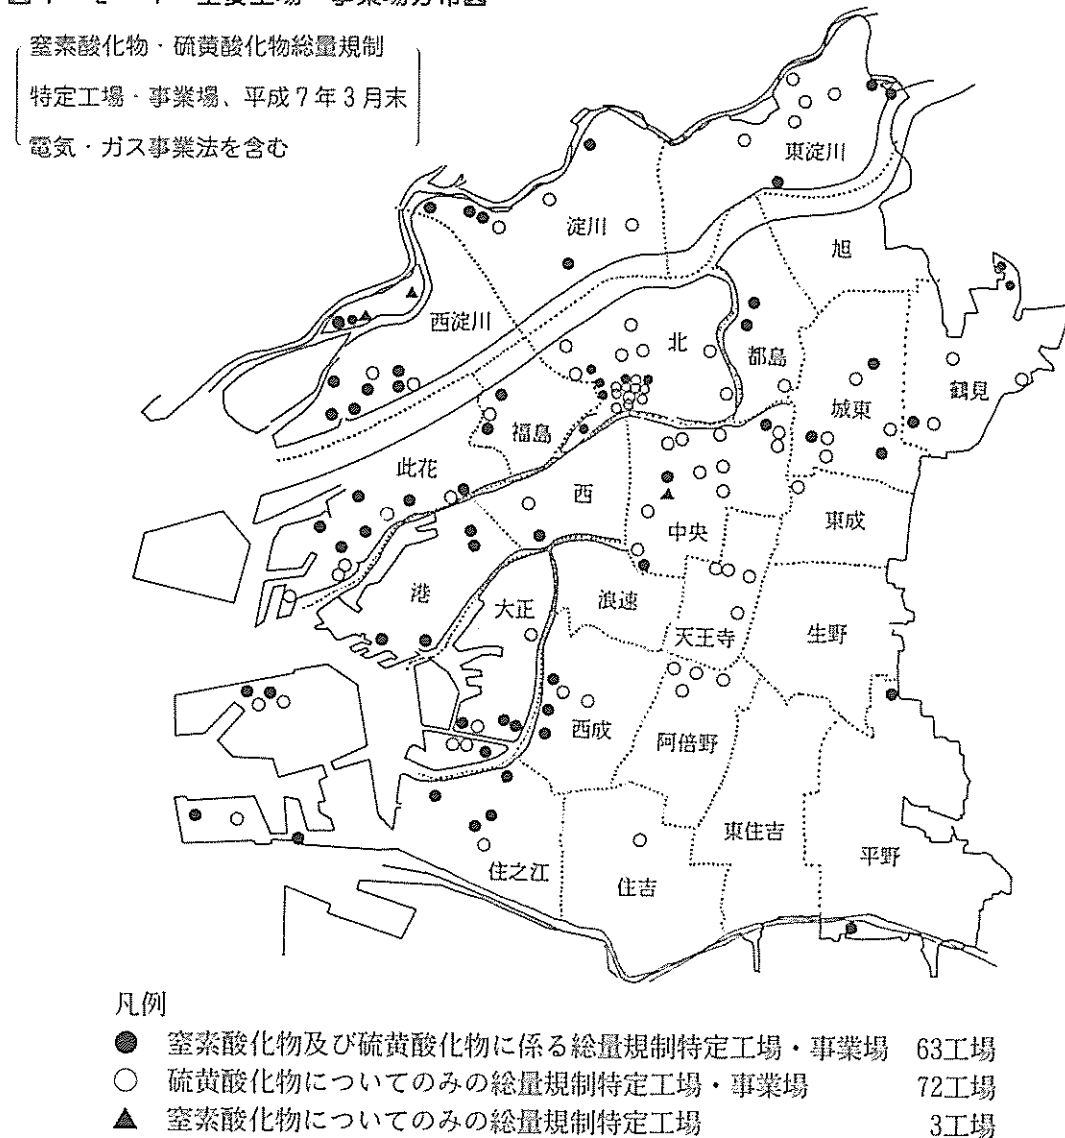 窒素酸化物・硫黄酸化物総量規制
特定工場・事業場、平成7年3月末
電気・ガス事業法を含む
東淀川
淀川
旭
西淀川
北
都島
鶴見
城東
福島
此花
西
中央
東成
港
大正
浪速
天王寺
生野
西成
阿倍野
東住吉
平野
住之江
住吉
凡例
● 窒素酸化物及び硫黄酸化物に係る総量規制特定工場・事業場 63工場
○ 硫黄酸化物についてのみの総量規制特定工場・事業場 72工場
▲ 窒素酸化物についてのみの総量規制特定工場 3工場